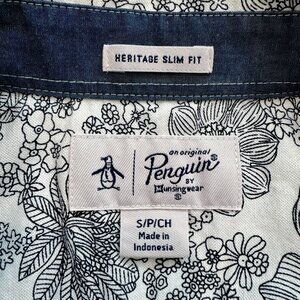 HERITAGE SLIM FIT
an original
Penguin®
BY
Munsingwear
®
S/P/CH
Made in
Indonesia